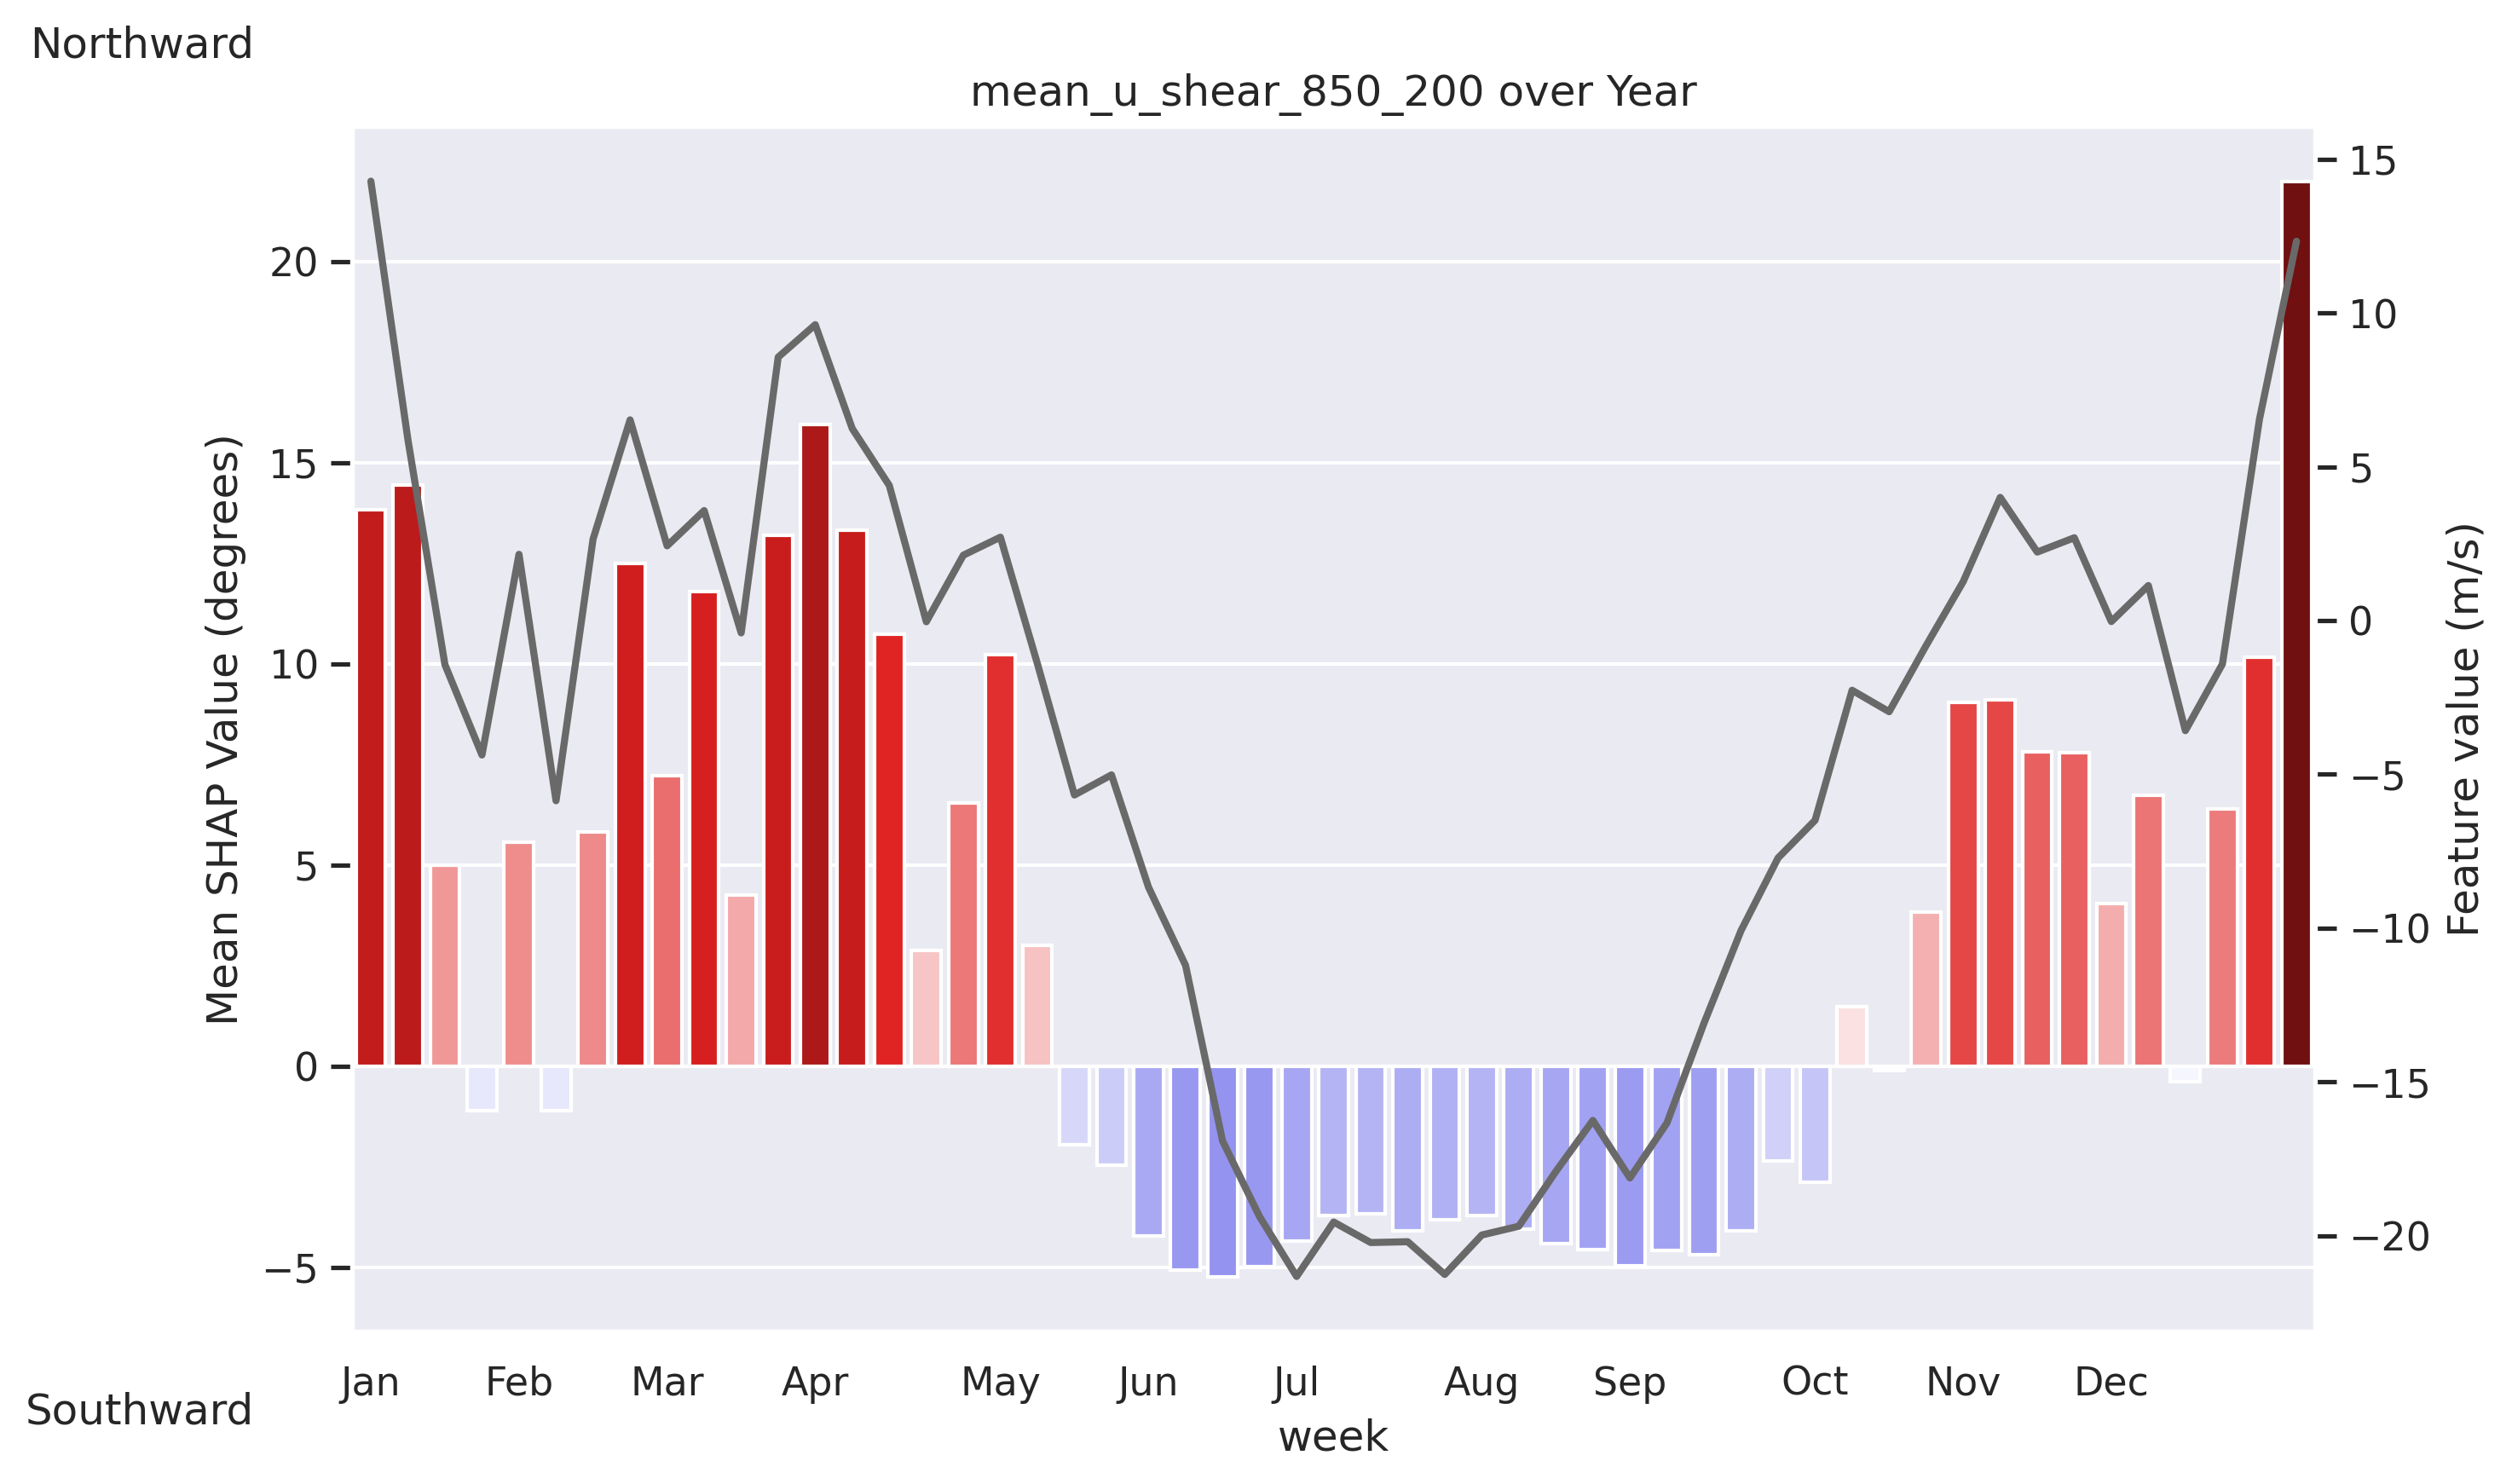 Northward
mean_u_shear_850_200 over Year
Mean SHAP Value (degrees)
20
15
10
5
0
−5
15
10
5
0
−5
−10
−15
−20
Feature value (m/s)
Jan Feb Mar Apr May Jun Jul Aug Sep Oct Nov Dec
week
Southward